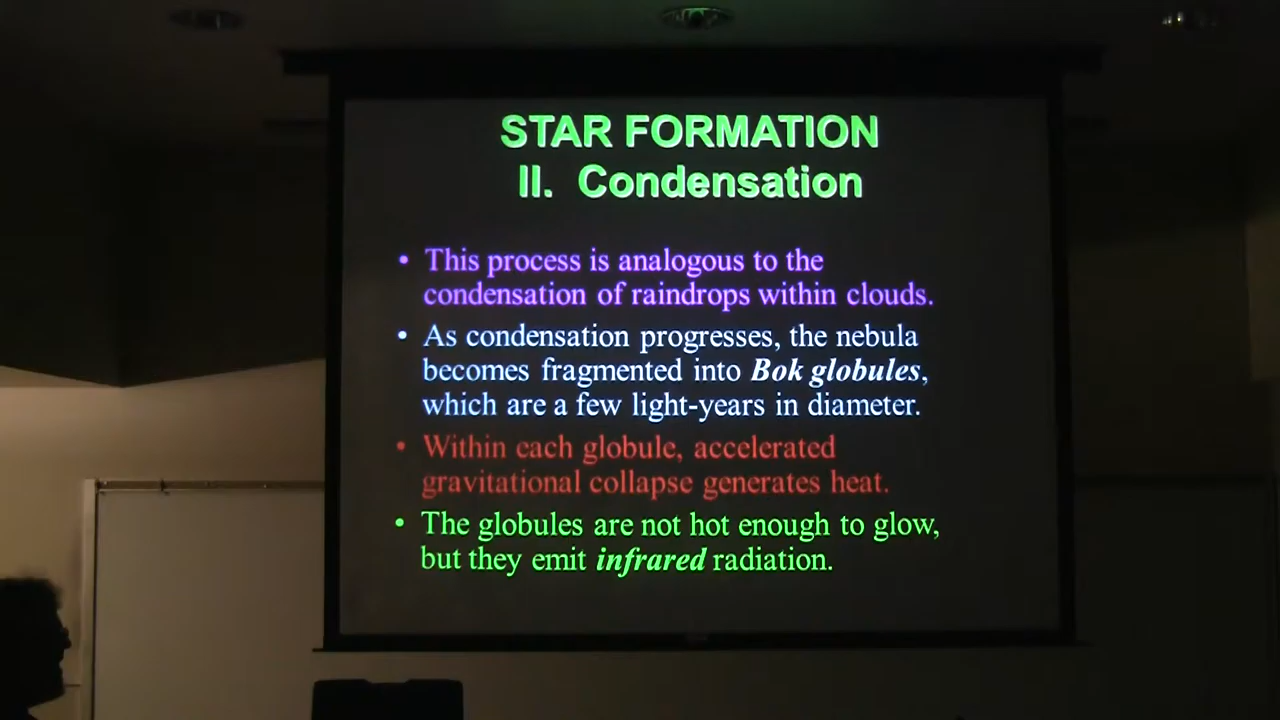 STAR FORMATION
II. Condensation
• This process is analogous to the
condensation of raindrops within clouds.
• As condensation progresses, the nebula
becomes fragmented into Bok globules,
which are a few light-years in diameter.
• Within each globule, accelerated
gravitational collapse generates heat.
• The globules are not hot enough to glow,
but they emit infrared radiation.